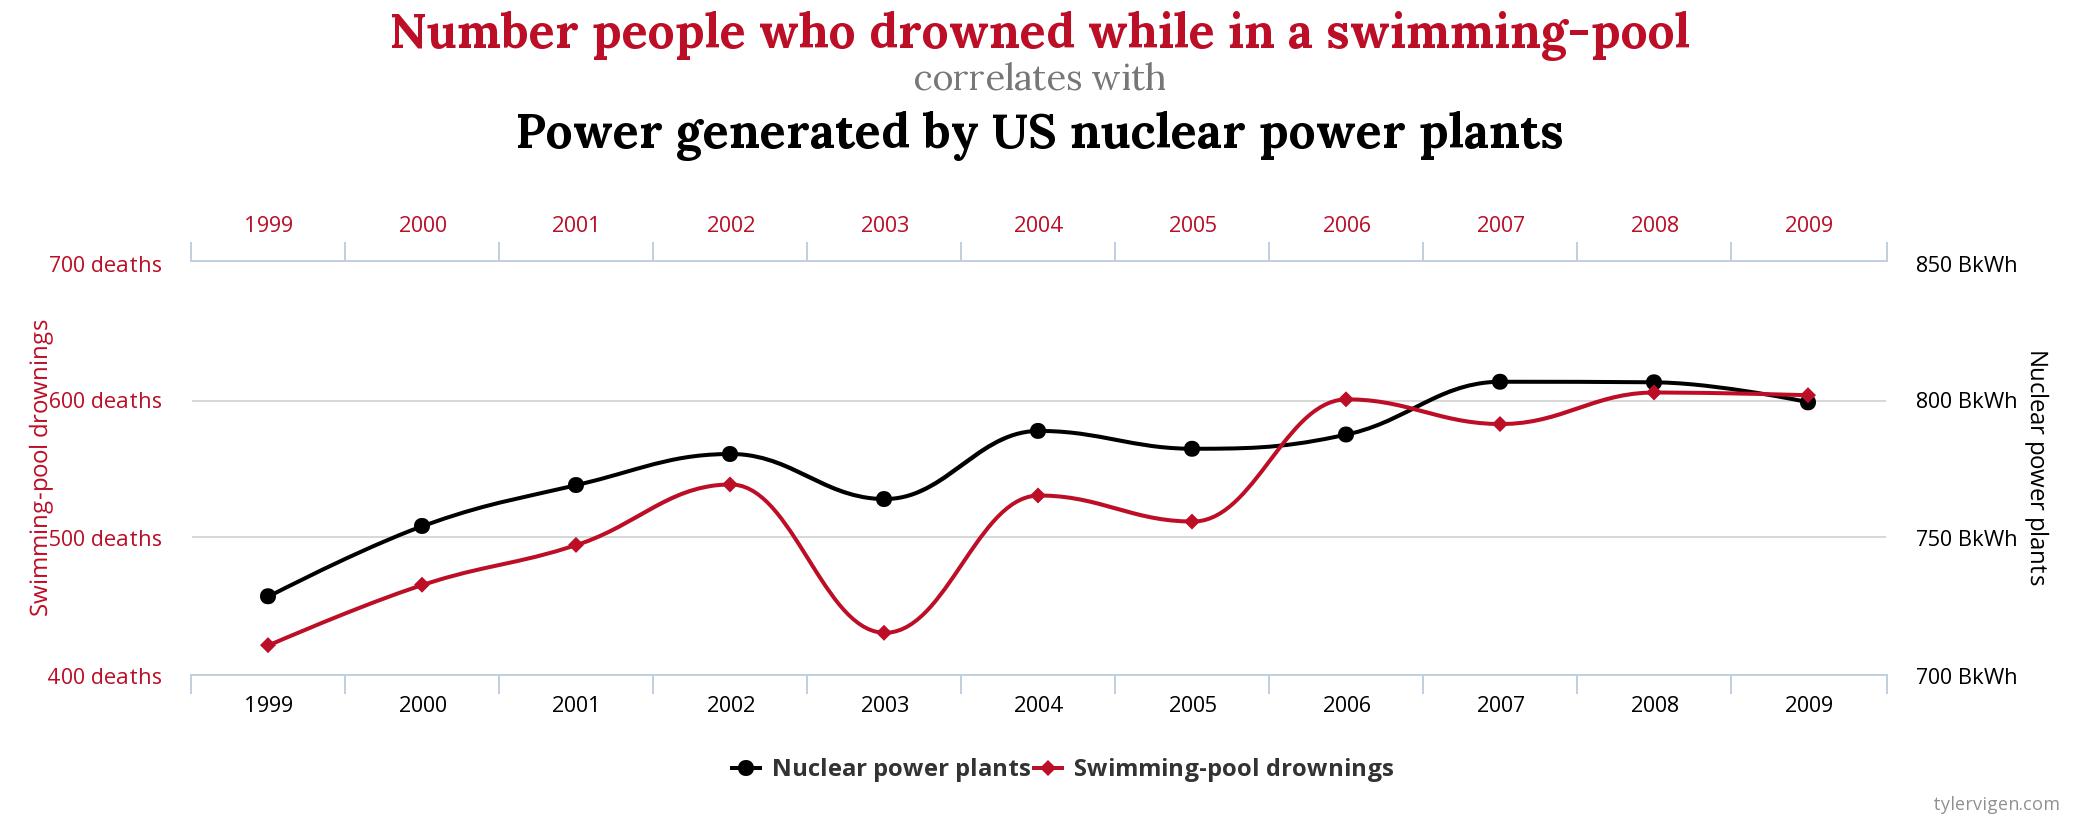 Number people who drowned while in a swimming-pool
correlates with
Power generated by US nuclear power plants
1999 2000 2001 2002 2003 2004 2005 2006 2007 2008 2009
700 deaths 850 BkWh
600 deaths 800 BkWh
500 deaths 750 BkWh
400 deaths 700 BkWh
Swimming-pool drownings
Nuclear power plants
1999 2000 2001 2002 2003 2004 2005 2006 2007 2008 2009
Nuclear power plants Swimming-pool drownings
tylervigen.com